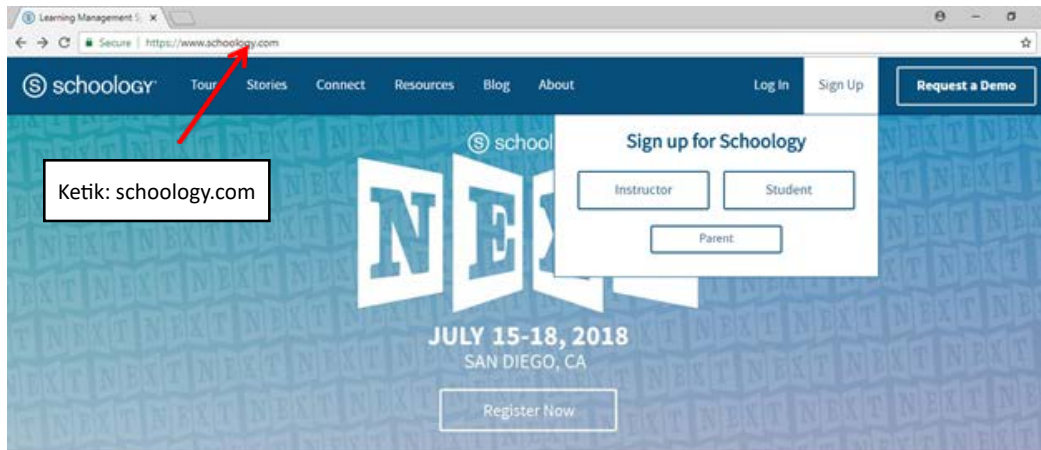 Learning Management S
Secure | https://www.schoology.com
schoology Tour Stories Connect Resources Blog About Log In Sign Up Request a Demo
school
Sign up for Schoology
Instructor Student
Parent
Ketik: schoology.com
NE
JULY 15-18, 2018
SAN DIEGO, CA
Register Now